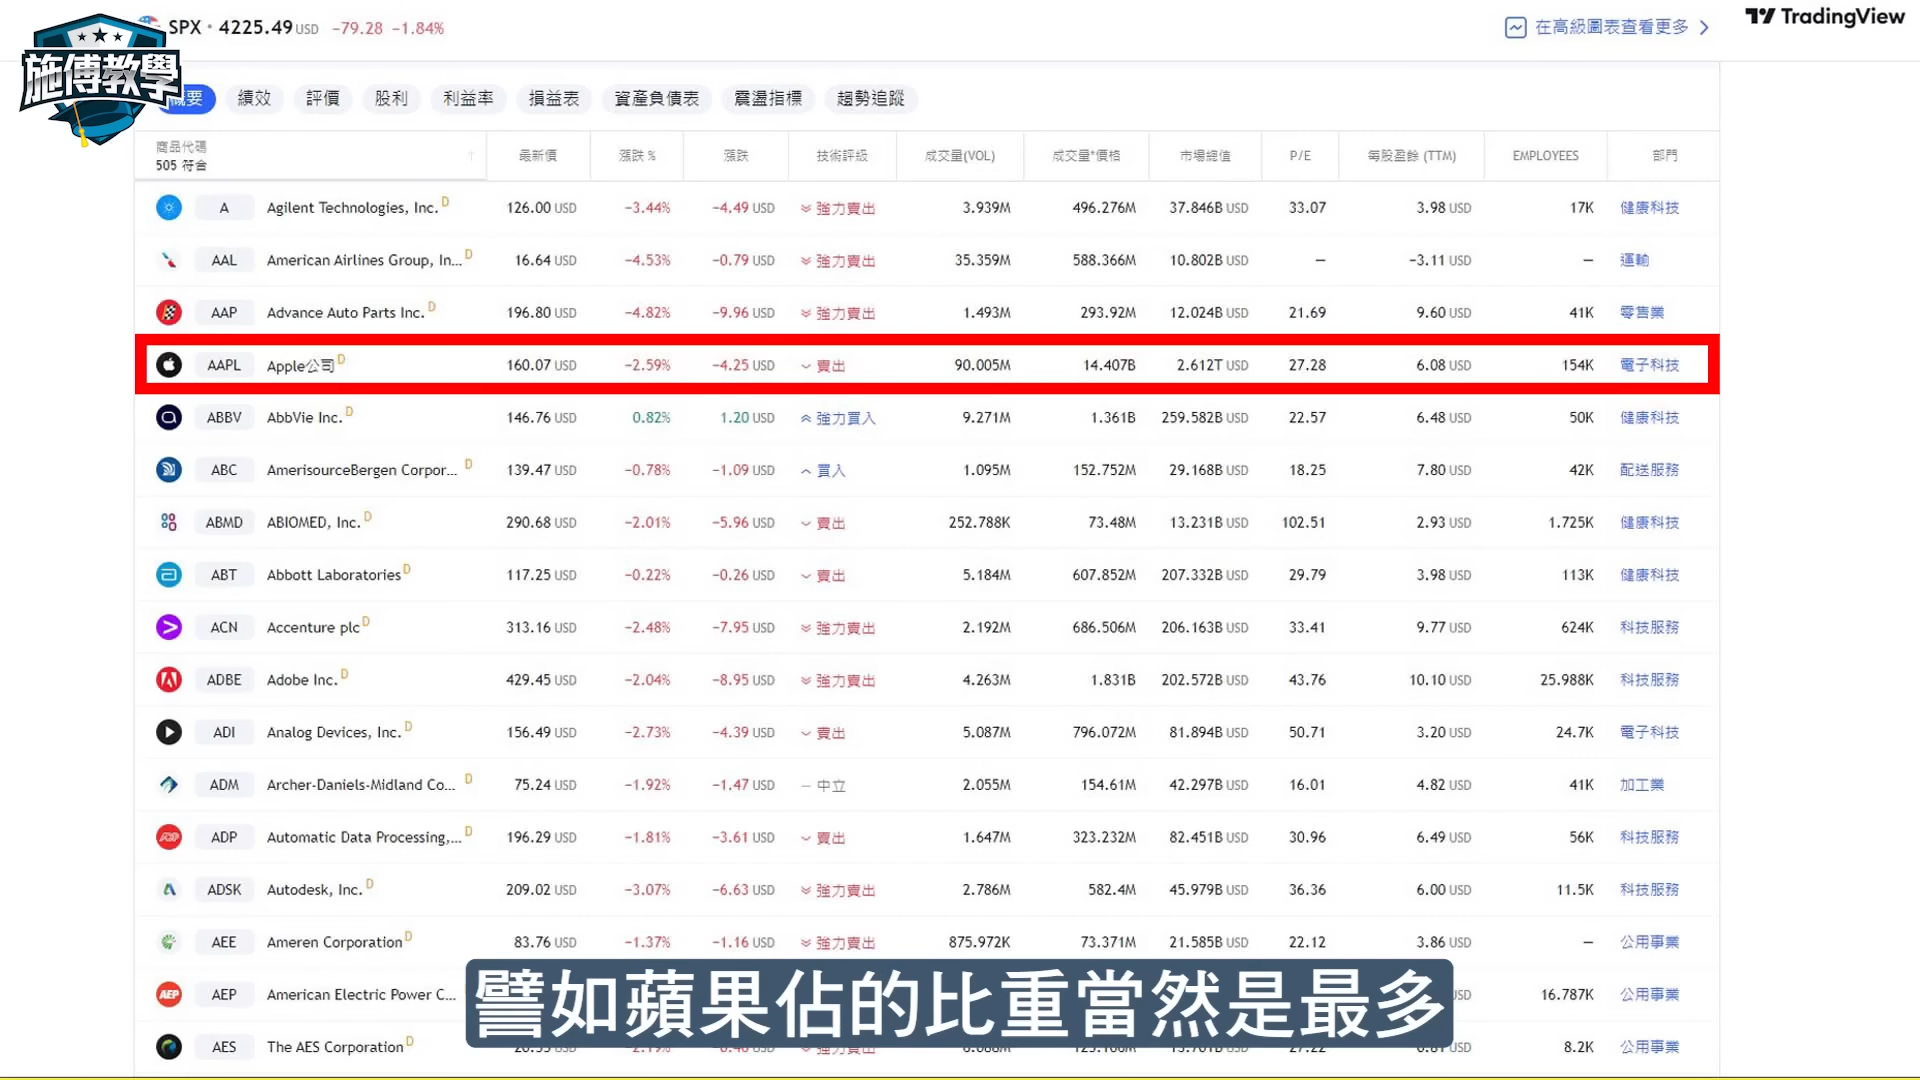 SPX • 4225.49 USD −79.28 −1.84%
在高級圖表查看更多
TradingView
施傅教學
概要 績效 評價 股利 利益率 損益表 資產負債表 震盪指標 趨勢追蹤
商品代碼
505 符合
最新價 漲跌 % 漲跌 技術評級 成交量(VOL) 成交量*價格 市場總值 P/E 每股盈餘 (TTM) EMPLOYEES 部門
A Agilent Technologies, Inc. D 126.00 USD −3.44% −4.49 USD 強力賣出 3.939M 496.276M 37.846B USD 33.07 3.98 USD 17K 健康科技
AAL American Airlines Group, In... D 16.64 USD −4.53% −0.79 USD 強力賣出 35.359M 588.366M 10.802B USD — −3.11 USD — 運輸
AAP Advance Auto Parts Inc. D 196.80 USD −4.82% −9.96 USD 強力賣出 1.493M 293.92M 12.024B USD 21.69 9.60 USD 41K 零售業
AAPL Apple公司 D 160.07 USD −2.59% −4.25 USD 賣出 90.005M 14.407B 2.612T USD 27.28 6.08 USD 154K 電子科技
ABBV AbbVie Inc. D 146.76 USD 0.82% 1.20 USD 強力買入 9.271M 1.361B 259.582B USD 22.57 6.48 USD 50K 健康科技
ABC AmerisourceBergen Corpor... D 139.47 USD −0.78% −1.09 USD 買入 1.095M 152.752M 29.168B USD 18.25 7.80 USD 42K 配送服務
ABMD ABIOMED, Inc. D 290.68 USD −2.01% −5.96 USD 賣出 252.788K 73.48M 13.231B USD 102.51 2.93 USD 1.725K 健康科技
ABT Abbott Laboratories D 117.25 USD −0.22% −0.26 USD 賣出 5.184M 607.852M 207.332B USD 29.79 3.98 USD 113K 健康科技
ACN Accenture plc D 313.16 USD −2.48% −7.95 USD 強力賣出 2.192M 686.506M 206.163B USD 33.41 9.77 USD 624K 科技服務
ADBE Adobe Inc. D 429.45 USD −2.04% −8.95 USD 強力賣出 4.263M 1.831B 202.572B USD 43.76 10.10 USD 25.988K 科技服務
ADI Analog Devices, Inc. D 156.49 USD −2.73% −4.39 USD 賣出 5.087M 796.072M 81.894B USD 50.71 3.20 USD 24.7K 電子科技
ADM Archer-Daniels-Midland Co... D 75.24 USD −1.92% −1.47 USD — 中立 2.055M 154.61M 42.297B USD 16.01 4.82 USD 41K 加工業
ADP Automatic Data Processing,... D 196.29 USD −1.81% −3.61 USD 賣出 1.647M 323.232M 82.451B USD 30.96 6.49 USD 56K 科技服務
ADSK Autodesk, Inc. D 209.02 USD −3.07% −6.63 USD 強力賣出 2.786M 582.4M 45.979B USD 36.36 6.00 USD 11.5K 科技服務
AEE Ameren Corporation D 83.76 USD −1.37% −1.16 USD 強力賣出 875.972K 73.371M 21.585B USD 22.12 3.86 USD — 公用事業
AEP American Electric Power C... USD 16.787K 公用事業
AES The AES Corporation D USD 8.2K 公用事業
譬如蘋果佔的比重當然是最多